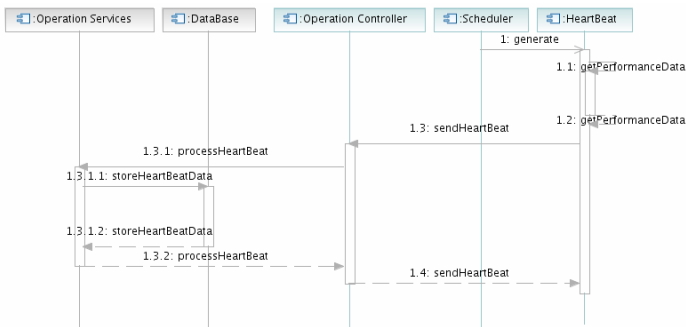 :Operation Services
:DataBase
:Operation Controller
:Scheduler
:HeartBeat
1: generate
1.1: getPerformanceData
1.2: getPerformanceData
1.3: sendHeartBeat
1.3.1: processHeartBeat
1.3.1.1: storeHeartBeatData
1.3.1.2: storeHeartBeatData
1.3.2: processHeartBeat
1.4: sendHeartBeat